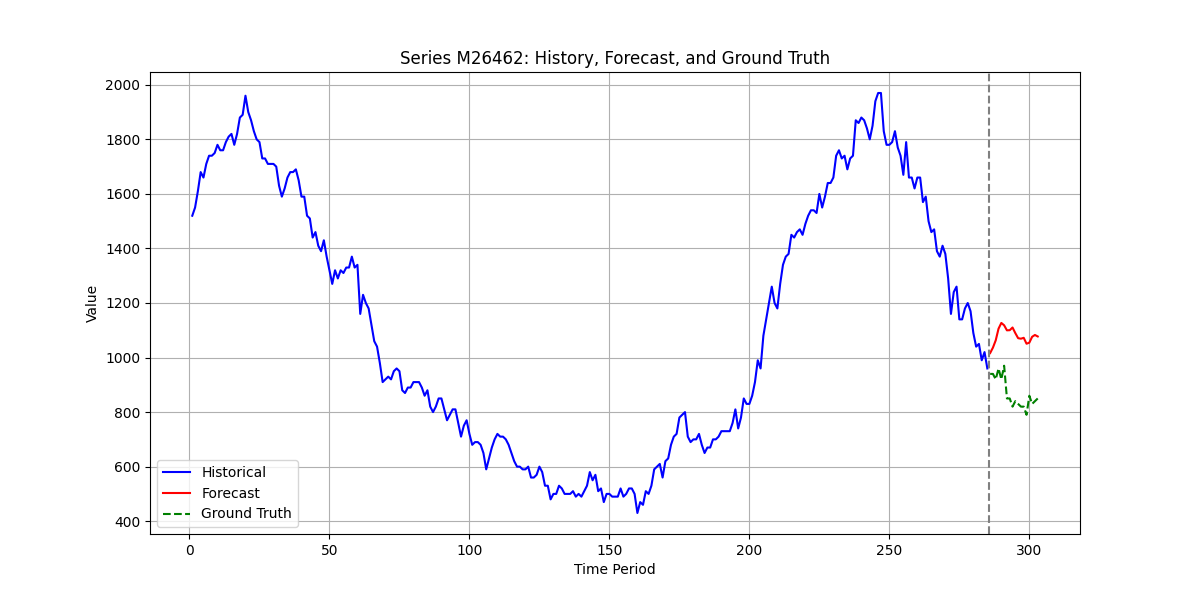 Series M26462: History, Forecast, and Ground Truth
Value
2000
1800
1600
1400
1200
1000
800
600
400
Historical
Forecast
Ground Truth
0 50 100 150 200 250 300
Time Period